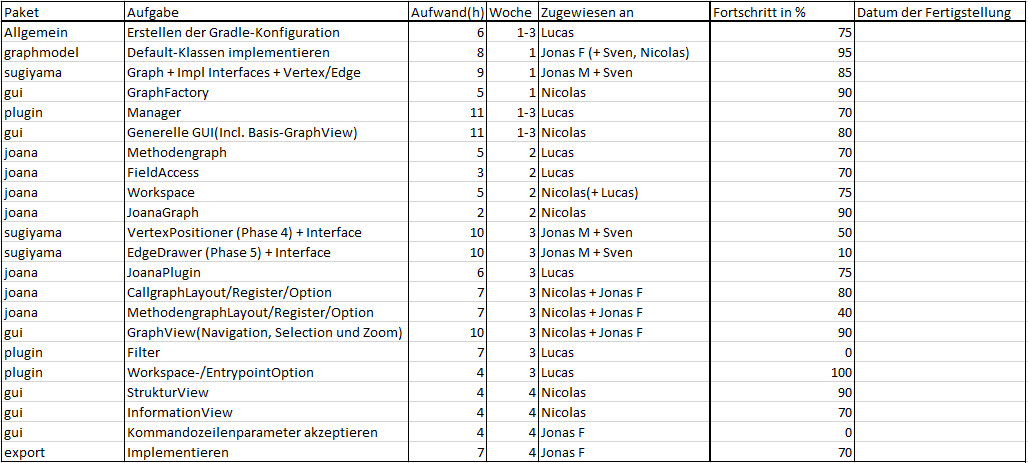 Paket Aufgabe Aufwand(h) Woche Zugewiesen an Fortschritt in % Datum der Fertigstellung
Allgemein Erstellen der Gradle-Konfiguration 6 1-3 Lucas 75
graphmodel Default-Klassen implementieren 8 1 Jonas F (+ Sven, Nicolas) 95
sugiyama Graph + Impl Interfaces + Vertex/Edge 9 1 Jonas M + Sven 85
gui GraphFactory 5 1 Nicolas 90
plugin Manager 11 1-3 Lucas 70
gui Generelle GUI(Incl. Basis-GraphView) 11 1-3 Nicolas 80
joana Methodengraph 5 2 Lucas 70
joana FieldAccess 3 2 Lucas 70
joana Workspace 5 2 Nicolas(+ Lucas) 75
joana JoanaGraph 2 2 Nicolas 90
sugiyama VertexPositioner (Phase 4) + Interface 10 3 Jonas M + Sven 50
sugiyama EdgeDrawer (Phase 5) + Interface 10 3 Jonas M + Sven 10
joana JoanaPlugin 6 3 Lucas 75
joana CallgraphLayout/Register/Option 7 3 Nicolas + Jonas F 80
joana MethodengraphLayout/Register/Option 7 3 Nicolas + Jonas F 40
gui GraphView(Navigation, Selection und Zoom) 10 3 Nicolas + Jonas F 90
plugin Filter 7 3 Lucas 0
plugin Workspace-/EntrypointOption 4 3 Lucas 100
gui StrukturView 4 4 Nicolas 90
gui InformationView 4 4 Nicolas 70
gui Kommandozeilenparameter akzeptieren 4 4 Jonas F 0
export Implementieren 7 4 Jonas F 70